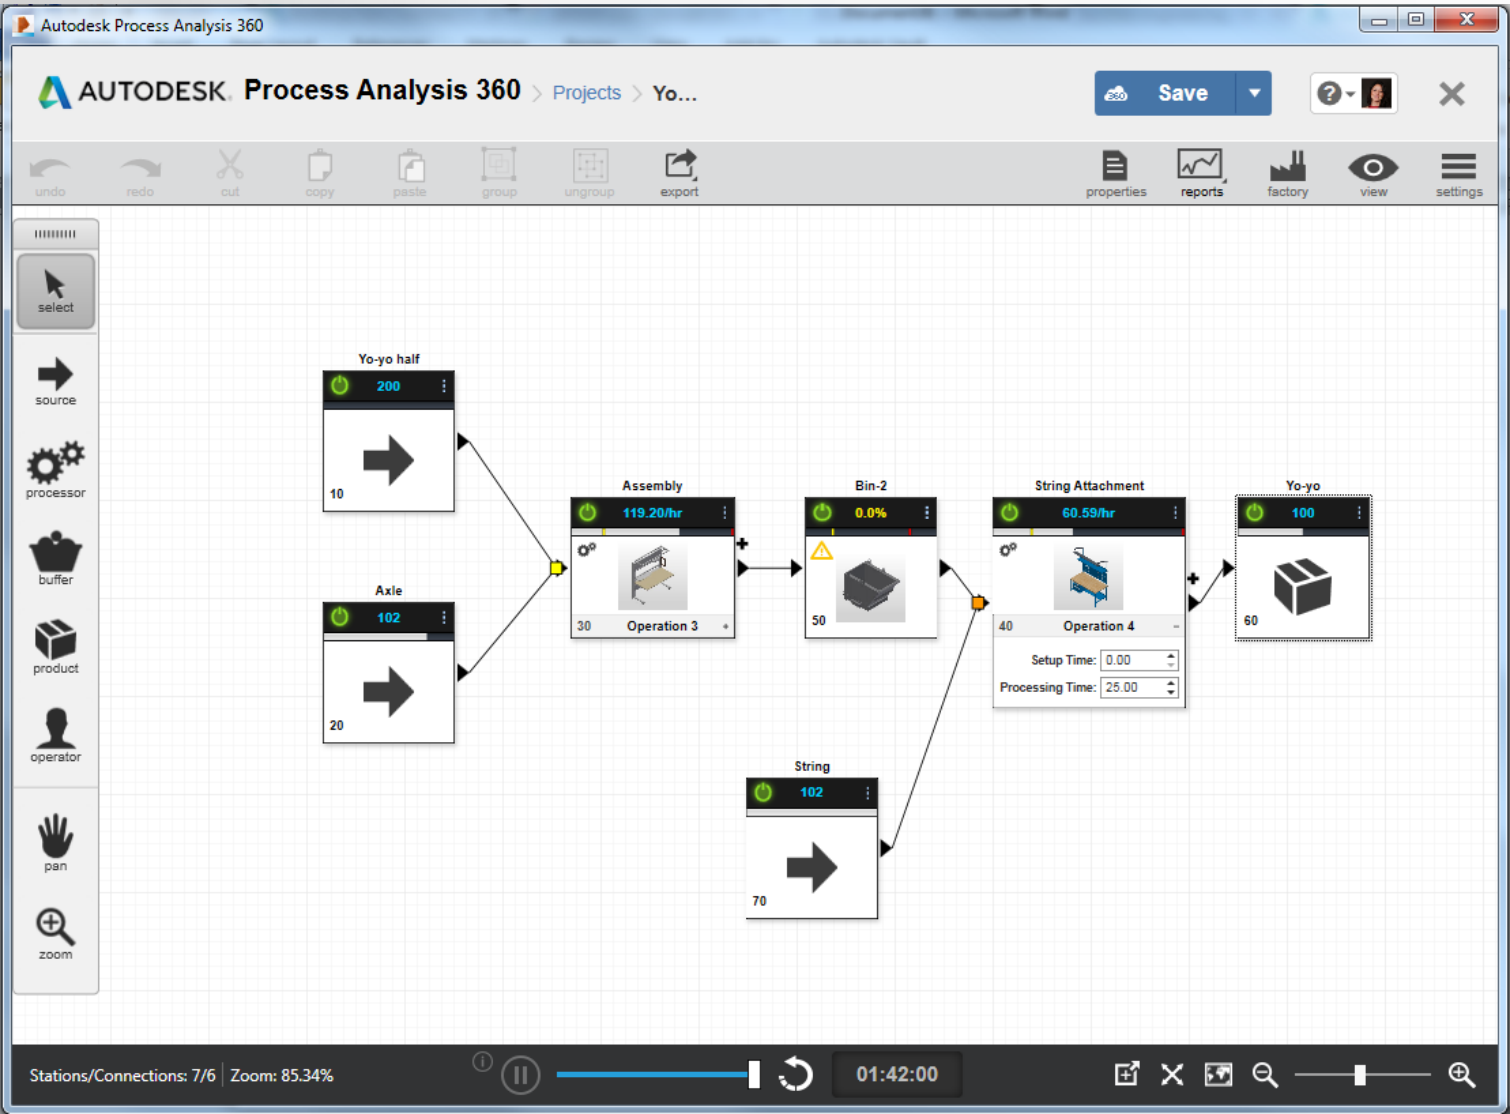 Autodesk Process Analysis 360
AUTODESK. Process Analysis 360 > Projects > Yo...
360 Save
?
undo redo cut copy paste group ungroup export properties reports factory view settings
select
source
processor
buffer
product
operator
pan
zoom
Yo-yo half
200
10
Axle
102
20
Assembly
119.20/hr
30 Operation 3 +
Bin-2
0.0%
50
String Attachment
60.59/hr
40 Operation 4 -
Setup Time: 0.00
Processing Time: 25.00
Yo-yo
100
60
String
102
70
Stations/Connections: 7/6 Zoom: 85.34%
01:42:00